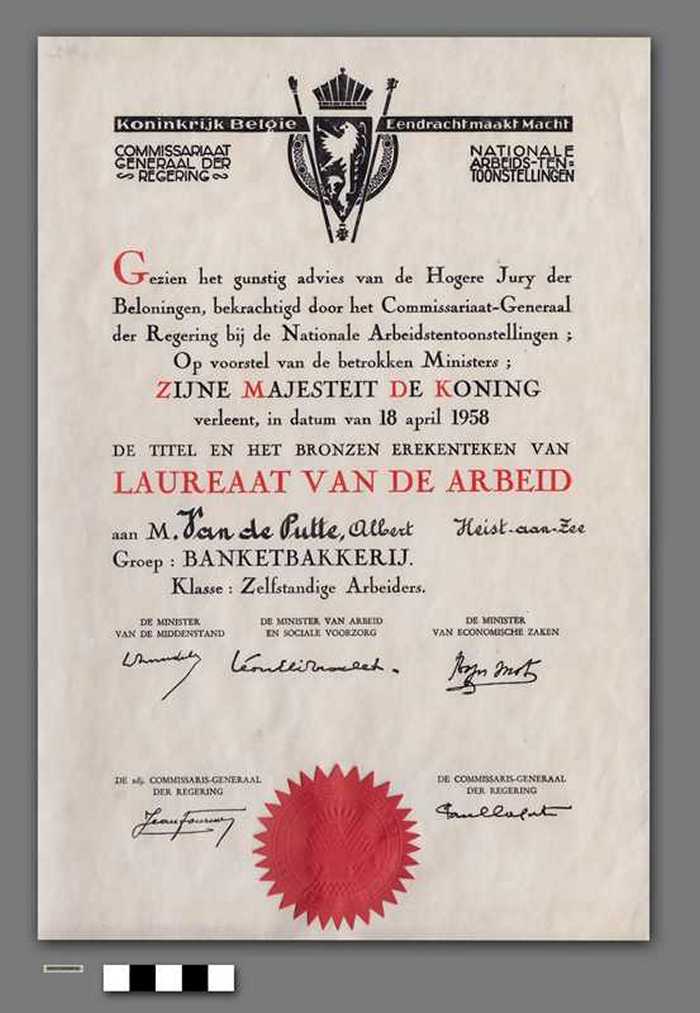 Koninkrijk België Eendracht maakt Macht
COMMISSARIAAT
GENERAAL DER
REGERING
NATIONALE
ARBEIDS-TEN=
TOONSTELLINGEN
Gezien het gunstig advies van de Hogere Jury der
Beloningen, bekrachtigd door het Commissariaat-Generaal
der Regering bij de Nationale Arbeidstentoonstellingen ;
Op voorstel van de betrokken Ministers ;
ZIJNE MAJESTEIT DE KONING
verleent, in datum van 18 april 1958
DE TITEL EN HET BRONZEN EREKENTEKEN VAN
LAUREAAT VAN DE ARBEID
aan M. Van de Putte, Albert Heist-aan-Zee
Groep : BANKETBAKKERIJ.
Klasse : Zelfstandige Arbeiders.
DE MINISTER
VAN DE MIDDENSTAND
DE MINISTER VAN ARBEID
EN SOCIALE VOORZORG
DE MINISTER
VAN ECONOMISCHE ZAKEN
DE adj. COMMISSARIS-GENERAAL
DER REGERING
DE COMMISSARIS-GENERAAL
DER REGERING